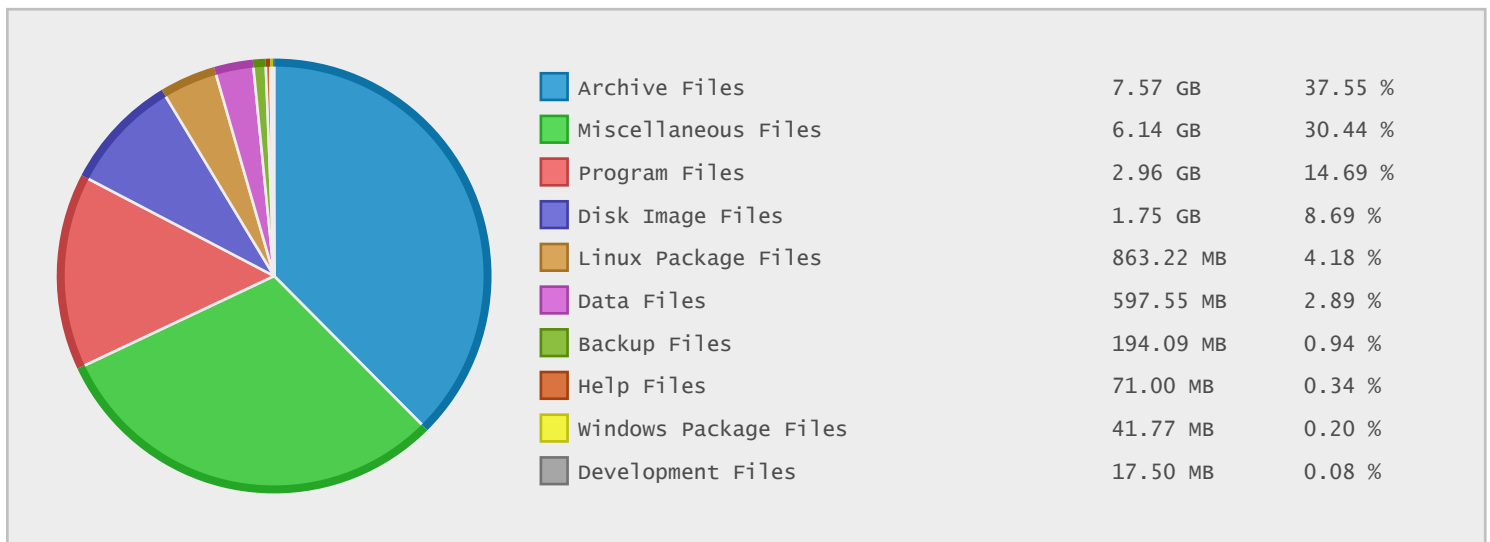 Archive Files 7.57 GB 37.55 %
Miscellaneous Files 6.14 GB 30.44 %
Program Files 2.96 GB 14.69 %
Disk Image Files 1.75 GB 8.69 %
Linux Package Files 863.22 MB 4.18 %
Data Files 597.55 MB 2.89 %
Backup Files 194.09 MB 0.94 %
Help Files 71.00 MB 0.34 %
Windows Package Files 41.77 MB 0.20 %
Development Files 17.50 MB 0.08 %